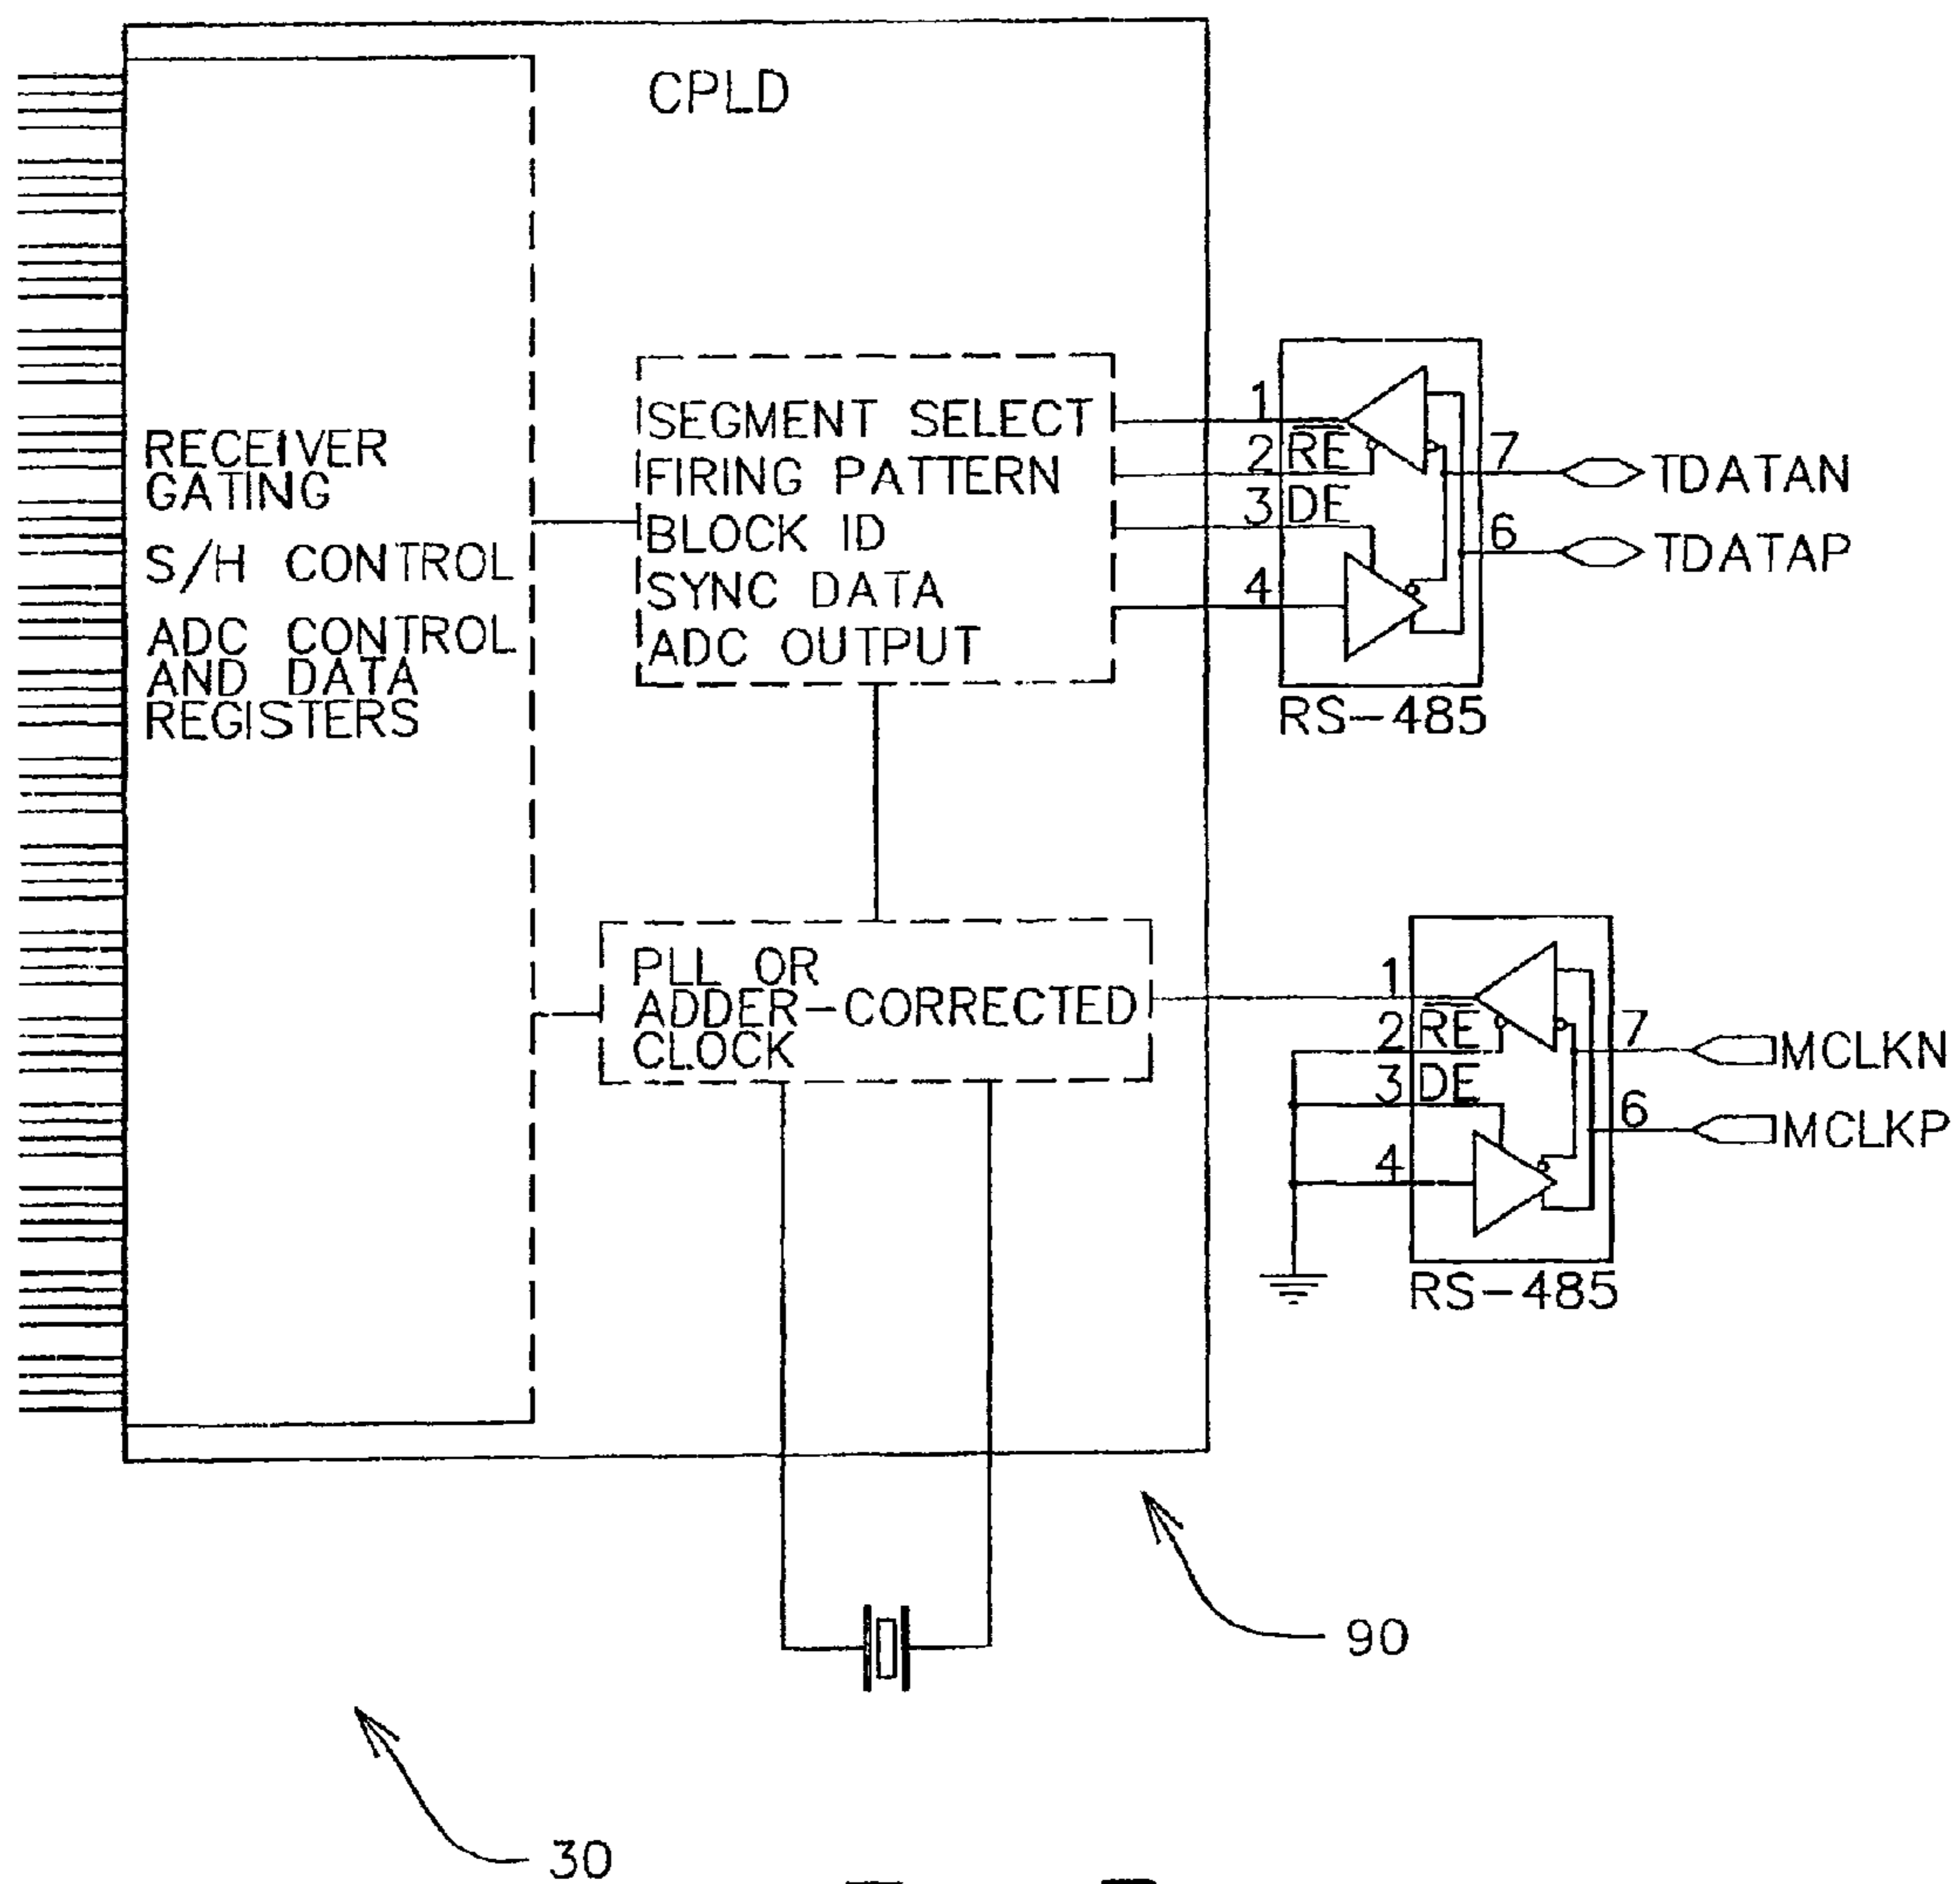 CPLD
RECEIVER
GATING
S/H CONTROL
ADC CONTROL
AND DATA
REGISTERS
SEGMENT SELECT
FIRING PATTERN
BLOCK ID
SYNC DATA
ADC OUTPUT
1
2 RE
3 DE
4
7
6
TDATAN
TDATAP
RS-485
PLL OR
ADDER-CORRECTED
CLOCK
1
2 RE
3 DE
4
7
6
MCLKN
MCLKP
RS-485
90
30